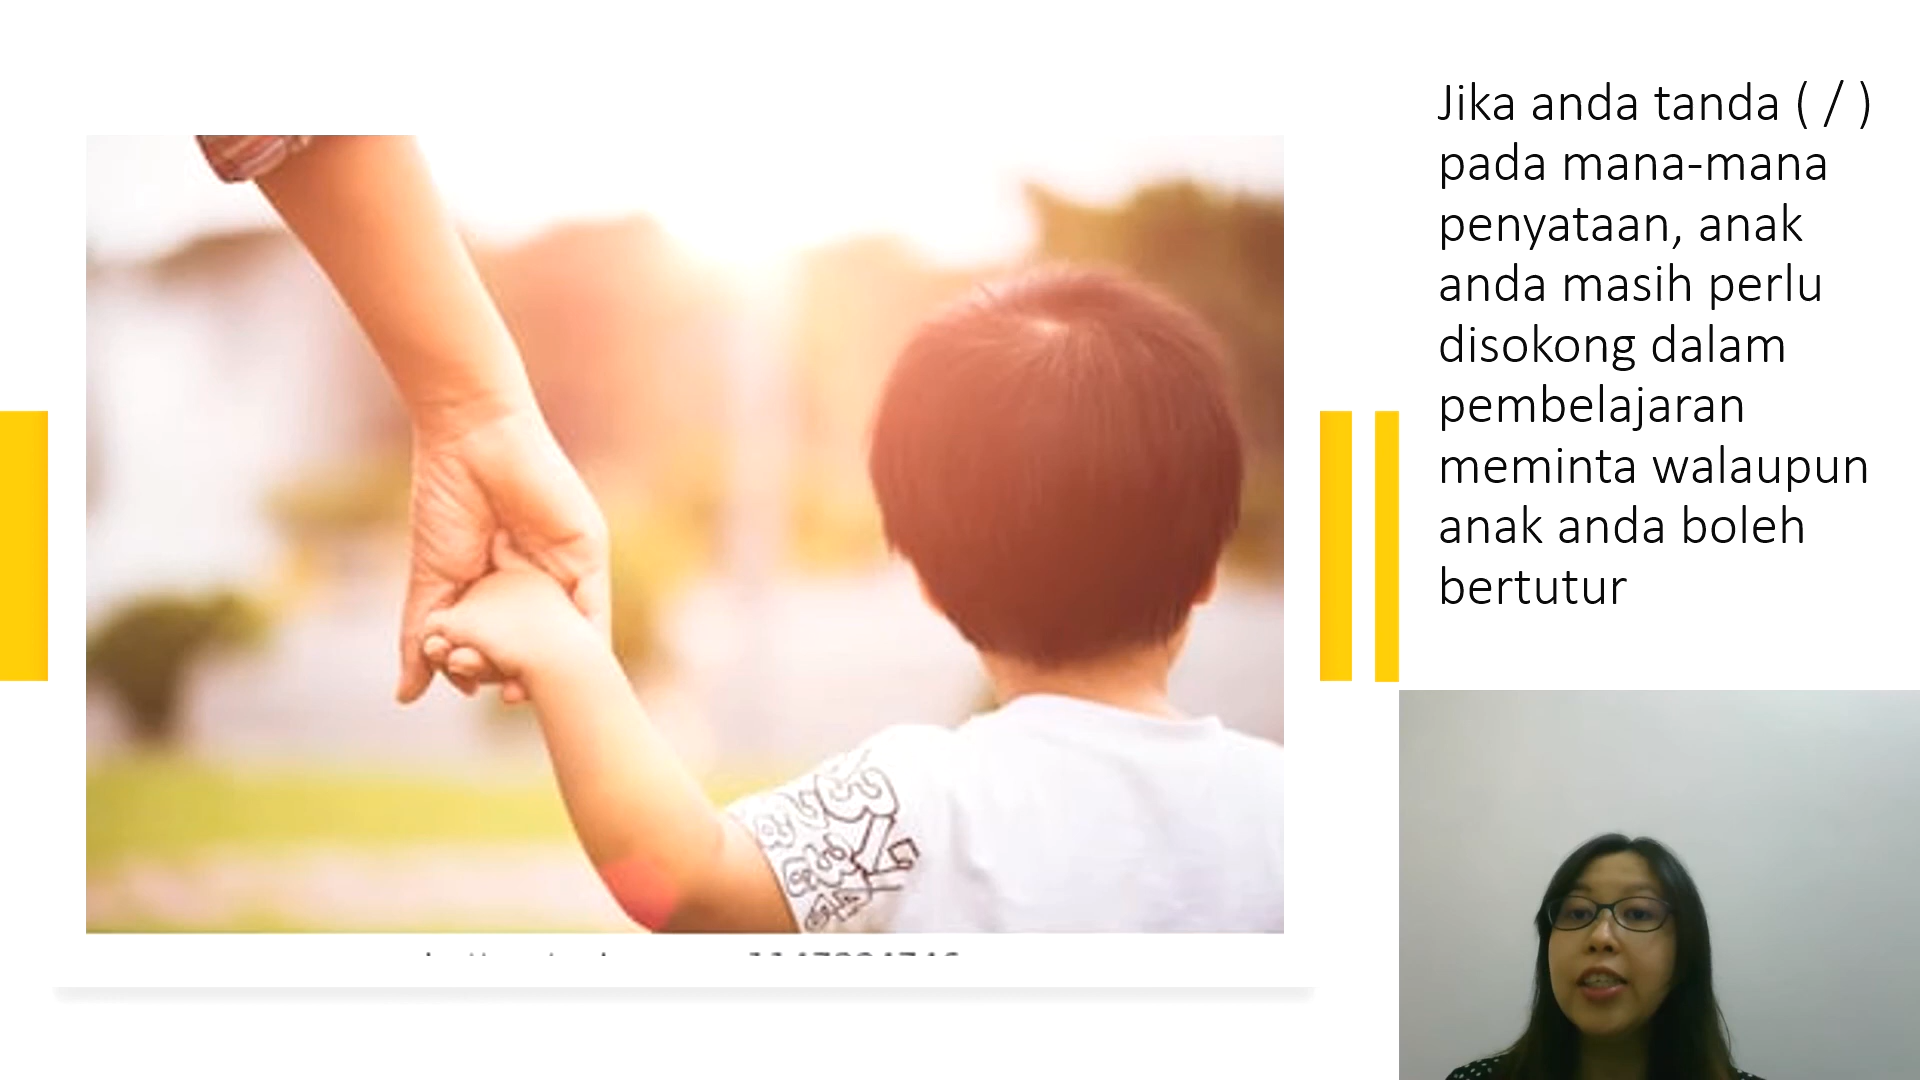 Jika anda tanda ( / )
pada mana-mana
penyataan, anak
anda masih perlu
disokong dalam
pembelajaran
meminta walaupun
anak anda boleh
bertutur